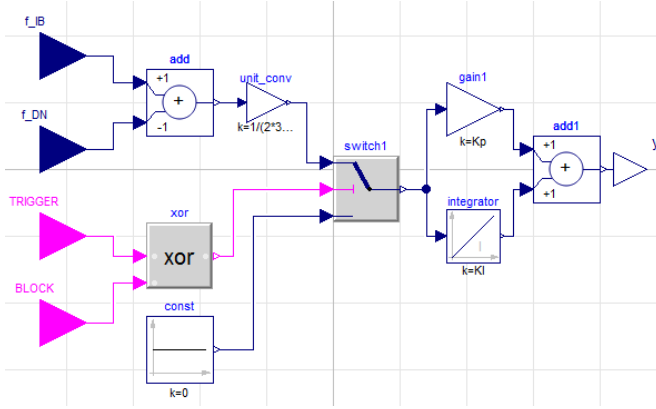 f_IB
add
+1
+
-1
unit_conv
k=1/(2*3...
f_DN
gain1
k=Kp
add1
+1
+
+1
y
switch1
TRIGGER
xor
xor
integrator
I
k=KI
BLOCK
const
k=0